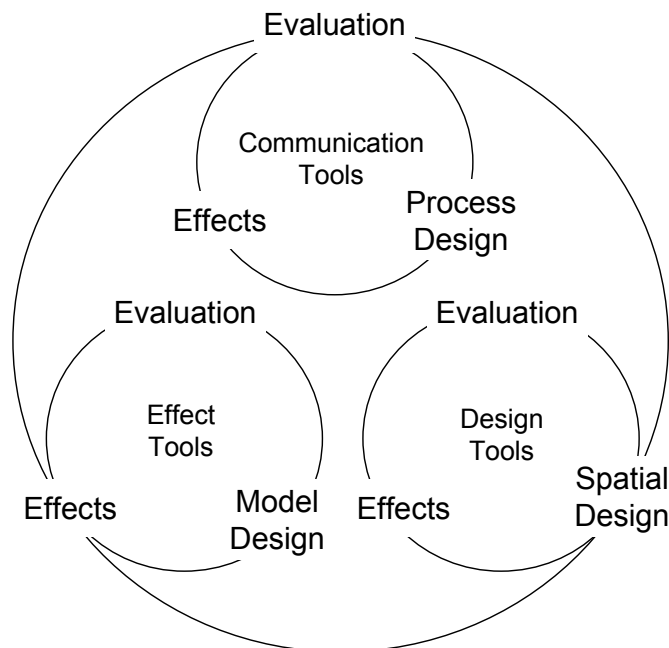 Evaluation
Communication
Tools
Effects
Process
Design
Evaluation
Effect
Tools
Effects
Model
Design
Evaluation
Design
Tools
Effects
Spatial
Design